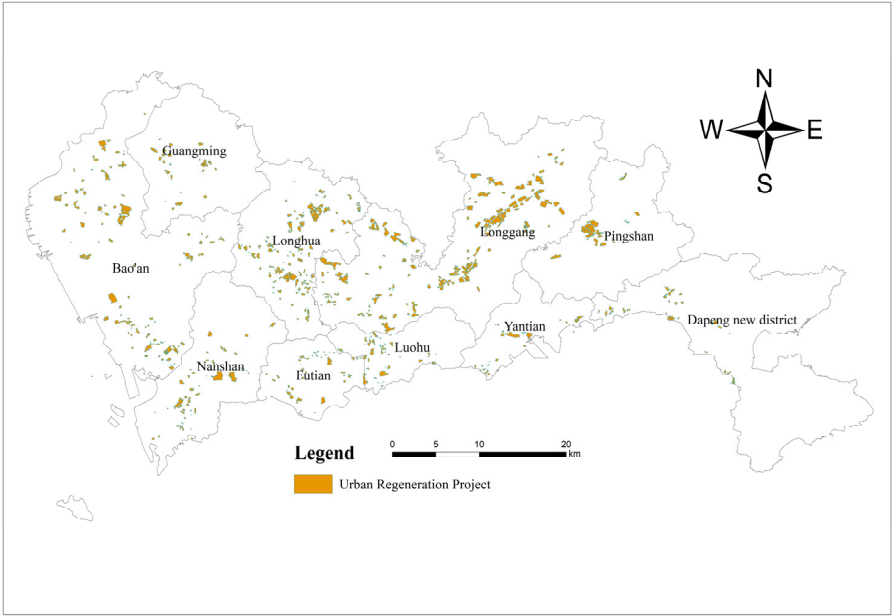 N
W E
S
Guangming
Longhua
Longgang
Pingshan
Bao'an
Dapeng new district
Yantian
Luohu
Nanshan
Futian
Legend
0 5 10 20
km
Urban Regeneration Project